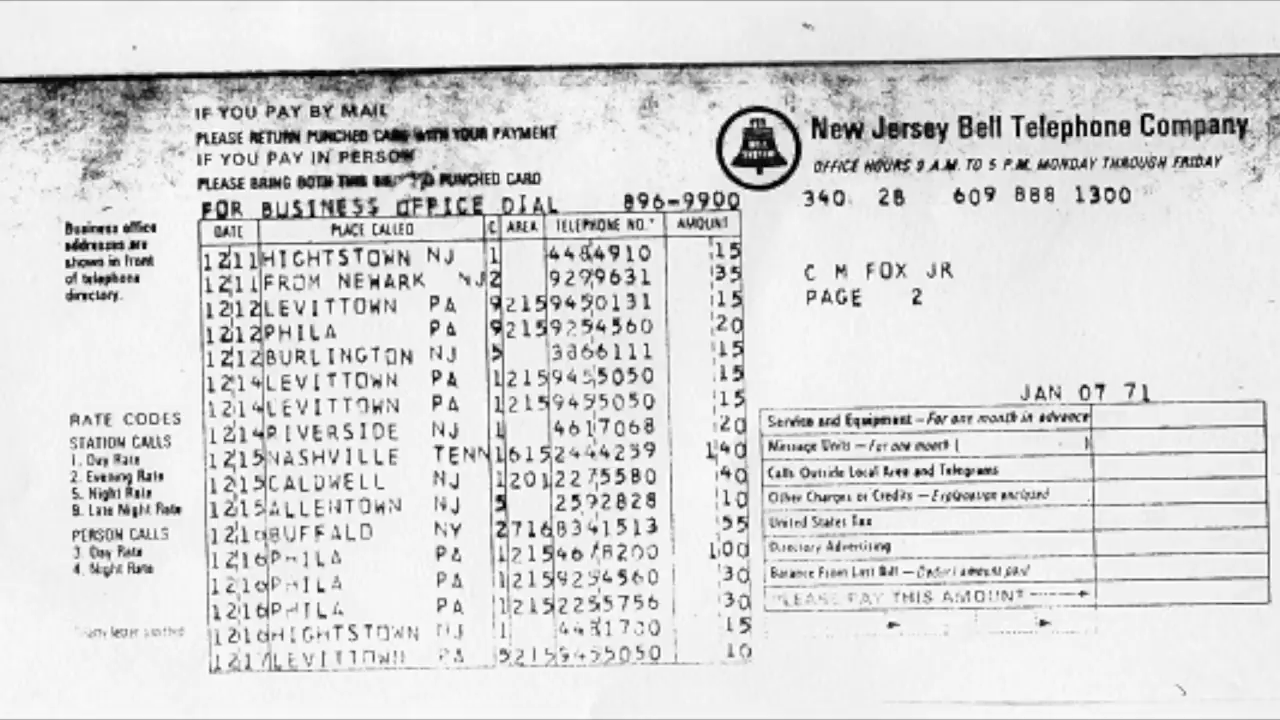 IF YOU PAY BY MAIL
PLEASE RETURN PUNCHED CARD WITH YOUR PAYMENT
IF YOU PAY IN PERSON
PLEASE BRING BOTH THIS PUNCHED CARD
FOR BUSINESS OFFICE DIAL 896-9900
New Jersey Bell Telephone Company
OFFICE HOURS 9 A.M. TO 5 P.M. MONDAY THROUGH FRIDAY
340 28 609 888 1300
C M FOX JR
PAGE 2
JAN 07 71
Business office
addresses are
shown in front
of telephone
directory.
DATE PLACE CALLED C AREA TELEPHONE NO.* AMOUNT
1211 HIGHTSTOWN NJ 1 4484910 15
1211 FROM NEWARK NJ 2 9299631 35
1212 LEVITTOWN PA 9 215 9450131 15
1212 PHILA PA 9 215 9254560 20
1212 BURLINGTON NJ 5 3866111 15
1214 LEVITTOWN PA 1 215 9455050 15
1214 LEVITTOWN PA 1 215 9455050 15
1214 RIVERSIDE NJ 1 4617068 20
1215 NASHVILLE TENN 1 615 2444239 140
1215 CALDWELL NJ 1 201 2275580 40
1215 ALLENTOWN NJ 5 2592828 10
1216 BUFFALO NY 2 716 8341513 55
1216 PHILA PA 1 215 4678200 100
1216 PHILA PA 1 215 9254560 30
1216 PHILA PA 1 215 2255756 30
1216 HIGHTSTOWN NJ 1 4481700 15
1217 LEVITTOWN PA 5 215 9455050 10
RATE CODES
STATION CALLS
1. Day Rate
2. Evening Rate
5. Night Rate
9. Late Night Rate
PERSON CALLS
3. Day Rate
4. Night Rate
Service and Equipment – For one month in advance
Message Units – For one month ( )
Calls Outside Local Area and Telegrams
Other Charges or Credits – Explanation enclosed
United States Tax
Directory Advertising
Balance From Last Bill – Deduct amount paid
PLEASE PAY THIS AMOUNT